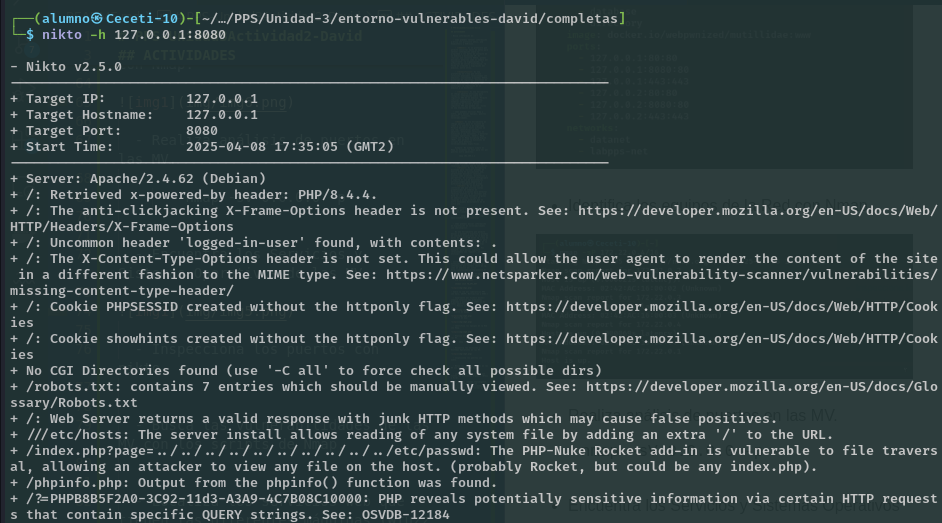 ┌──(alumno㉿Ceceti-10)-[~/…/PPS/Unidad-3/entorno-vulnerables-david/completas]
└─$ nikto -h 127.0.0.1:8080
Actividad2-David
## ACTIVIDADES
- Nikto v2.5.0
---------------------------------------------------------------------------
+ Target IP:          127.0.0.1
+ Target Hostname:    127.0.0.1
+ Target Port:        8080
+ Start Time:         2025-04-08 17:35:05 (GMT2)
---------------------------------------------------------------------------
+ Server: Apache/2.4.62 (Debian)
+ /: Retrieved x-powered-by header: PHP/8.4.4.
+ /: The anti-clickjacking X-Frame-Options header is not present. See: https://developer.mozilla.org/en-US/docs/Web/
HTTP/Headers/X-Frame-Options
+ /: Uncommon header 'logged-in-user' found, with contents: .
+ /: The X-Content-Type-Options header is not set. This could allow the user agent to render the content of the site
 in a different fashion to the MIME type. See: https://www.netsparker.com/web-vulnerability-scanner/vulnerabilities/
missing-content-type-header/
+ /: Cookie PHPSESSID created without the httponly flag. See: https://developer.mozilla.org/en-US/docs/Web/HTTP/Cook
ies
+ /: Cookie showhints created without the httponly flag. See: https://developer.mozilla.org/en-US/docs/Web/HTTP/Cook
ies
+ No CGI Directories found (use '-C all' to force check all possible dirs)
+ /robots.txt: contains 7 entries which should be manually viewed. See: https://developer.mozilla.org/en-US/docs/Glo
ssary/Robots.txt
+ /: Web Server returns a valid response with junk HTTP methods which may cause false positives.
+ ///etc/hosts: The server install allows reading of any system file by adding an extra '/' to the URL.
+ /index.php?page=../../../../../../../../../../etc/passwd: The PHP-Nuke Rocket add-in is vulnerable to file travers
al, allowing an attacker to view any file on the host. (probably Rocket, but could be any index.php).
+ /phpinfo.php: Output from the phpinfo() function was found.
+ /?=PHPB8B5F2A0-3C92-11d3-A3A9-4C7B08C10000: PHP reveals potentially sensitive information via certain HTTP request
s that contain specific QUERY strings. See: OSVDB-12184